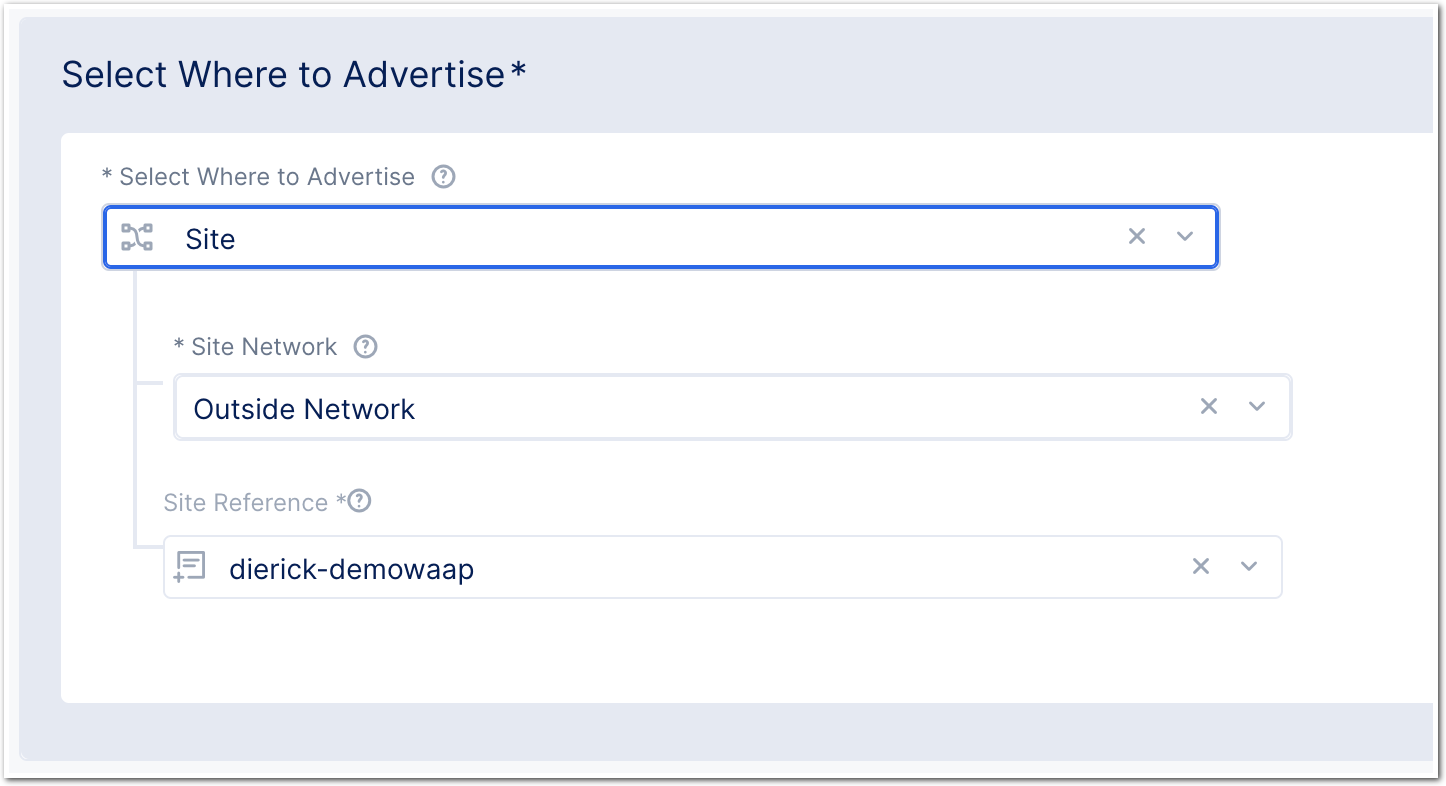 Select Where to Advertise*
* Select Where to Advertise
Site
* Site Network
Outside Network
Site Reference *
dierick-demowaap